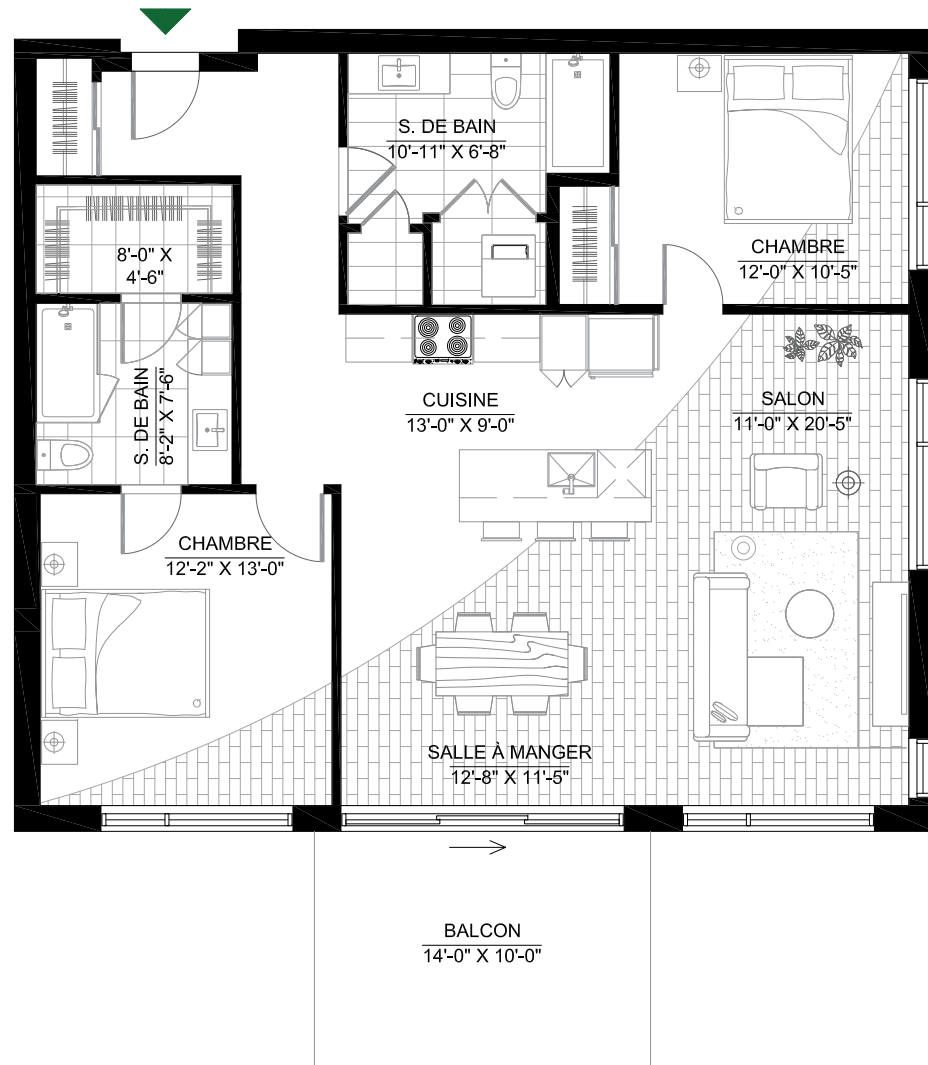 S. DE BAIN
10'-11" X 6'-8"
8'-0" X
4'-6"
CHAMBRE
12'-0" X 10'-5"
S. DE BAIN
8'-2" X 7'-6"
CUISINE
13'-0" X 9'-0"
SALON
11'-0" X 20'-5"
CHAMBRE
12'-2" X 13'-0"
SALLE À MANGER
12'-8" X 11'-5"
BALCON
14'-0" X 10'-0"